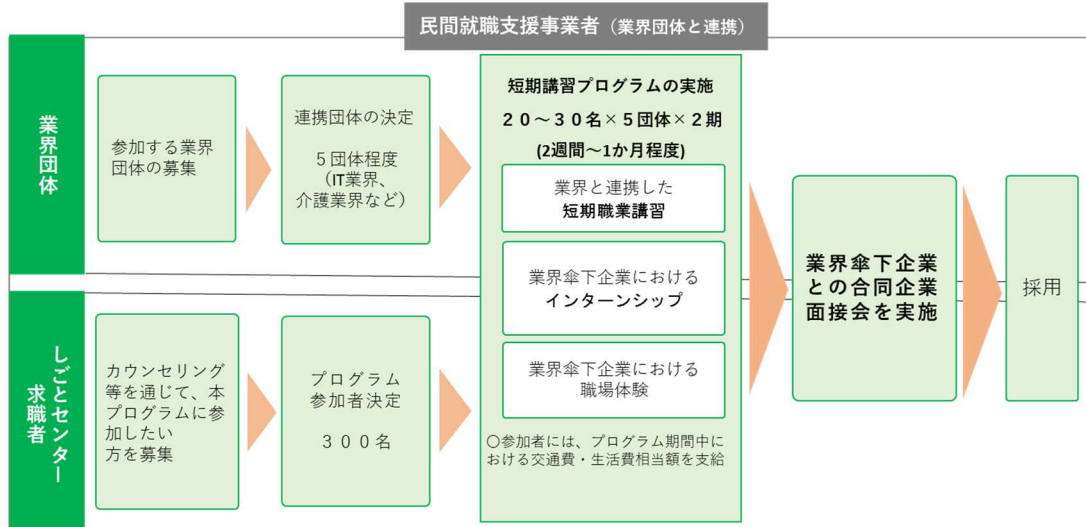 民間就職支援事業者（業界団体と連携）
業界団体
参加する業界
団体の募集
連携団体の決定
５団体程度
（IT業界、
介護業界など）
短期講習プログラムの実施
２０～３０名×５団体×２期
(2週間～1か月程度)
業界と連携した
短期職業講習
業界傘下企業における
インターンシップ
業界傘下企業における
職場体験
〇参加者には、プログラム期間中に
おける交通費・生活費相当額を支給
業界傘下企業
との合同企業
面接会を実施
採用
しごとセンター
求職者
カウンセリング
等を通じて、本
プログラムに参
加したい
方を募集
プログラム
参加者決定
３００名